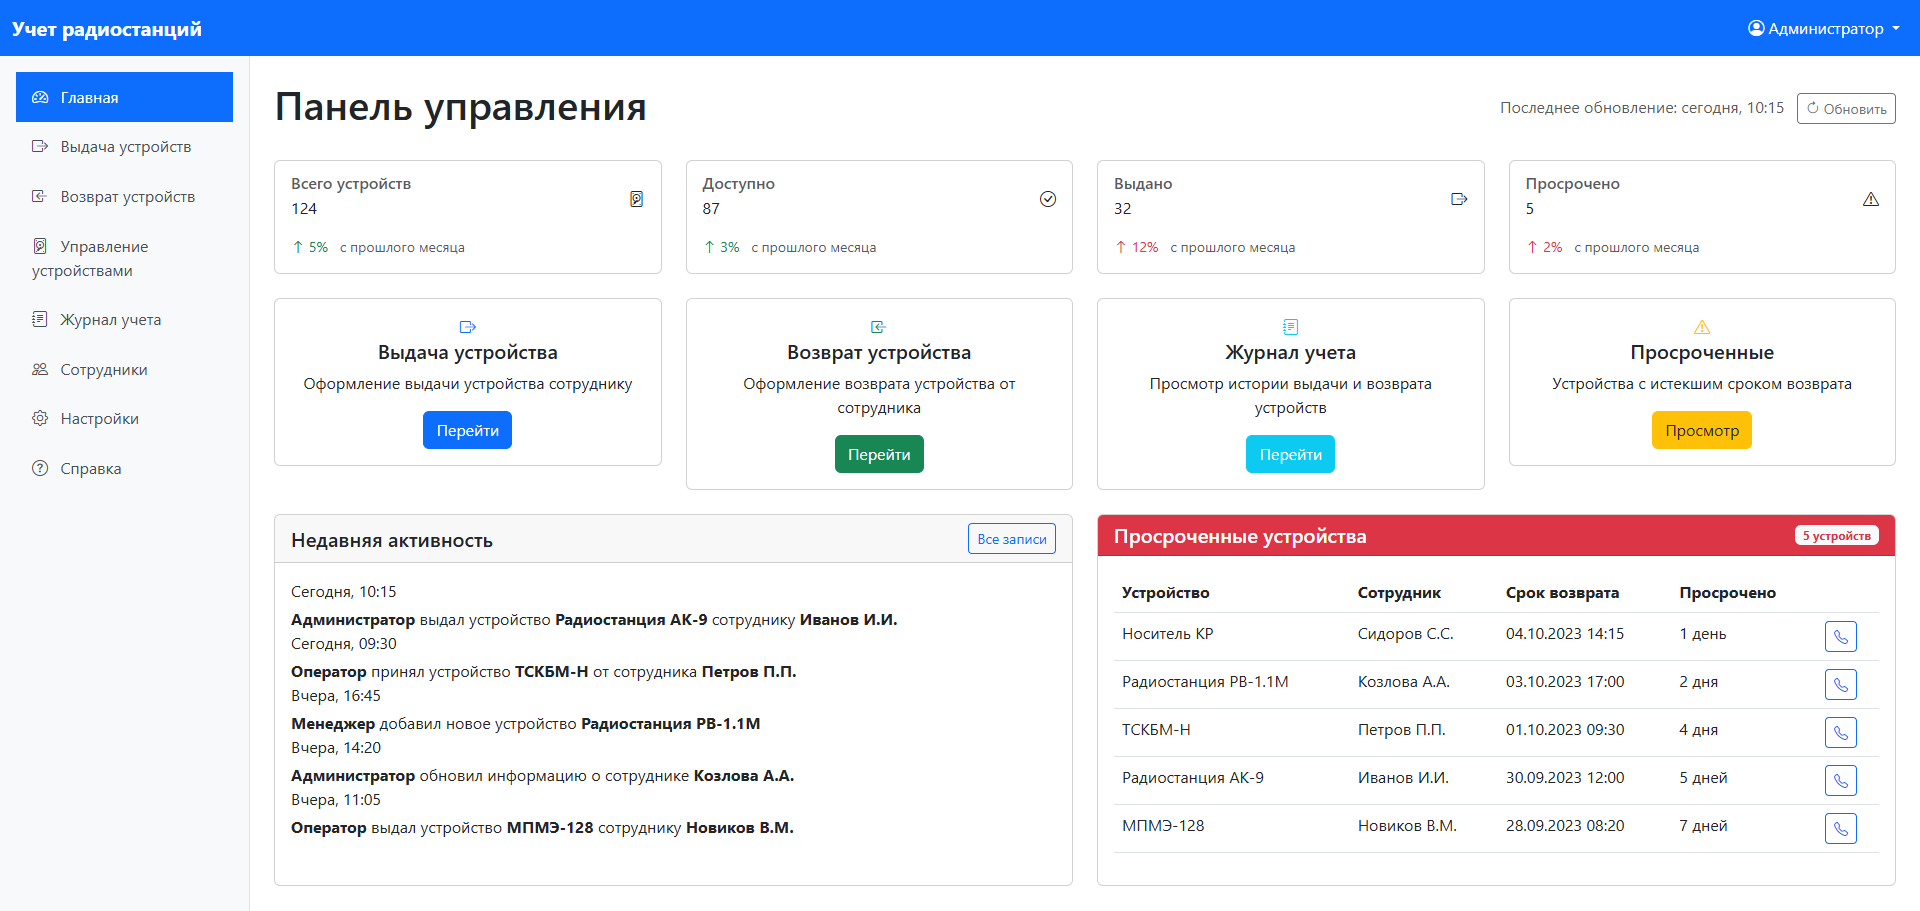 Учет радиостанций
Администратор
Главная
Выдача устройств
Возврат устройств
Управление
устройствами
Журнал учета
Сотрудники
Настройки
Справка
Панель управления
Последнее обновление: сегодня, 10:15
Обновить
Всего устройств
124
↑ 5% с прошлого месяца
Доступно
87
↑ 3% с прошлого месяца
Выдано
32
↑ 12% с прошлого месяца
Просрочено
5
↑ 2% с прошлого месяца
Выдача устройства
Оформление выдачи устройства сотруднику
Перейти
Возврат устройства
Оформление возврата устройства от
сотрудника
Перейти
Журнал учета
Просмотр истории выдачи и возврата
устройств
Перейти
Просроченные
Устройства с истекшим сроком возврата
Просмотр
Недавняя активность
Все записи
Сегодня, 10:15
Администратор выдал устройство Радиостанция АК-9 сотруднику Иванов И.И.
Сегодня, 09:30
Оператор принял устройство ТСКБМ-Н от сотрудника Петров П.П.
Вчера, 16:45
Менеджер добавил новое устройство Радиостанция РВ-1.1М
Вчера, 14:20
Администратор обновил информацию о сотруднике Козлова А.А.
Вчера, 11:05
Оператор выдал устройство МПМЭ-128 сотруднику Новиков В.М.
Просроченные устройства
5 устройств
Устройство Сотрудник Срок возврата Просрочено
Носитель КР Сидоров С.С. 04.10.2023 14:15 1 день
Радиостанция РВ-1.1М Козлова А.А. 03.10.2023 17:00 2 дня
ТСКБМ-Н Петров П.П. 01.10.2023 09:30 4 дня
Радиостанция АК-9 Иванов И.И. 30.09.2023 12:00 5 дней
МПМЭ-128 Новиков В.М. 28.09.2023 08:20 7 дней